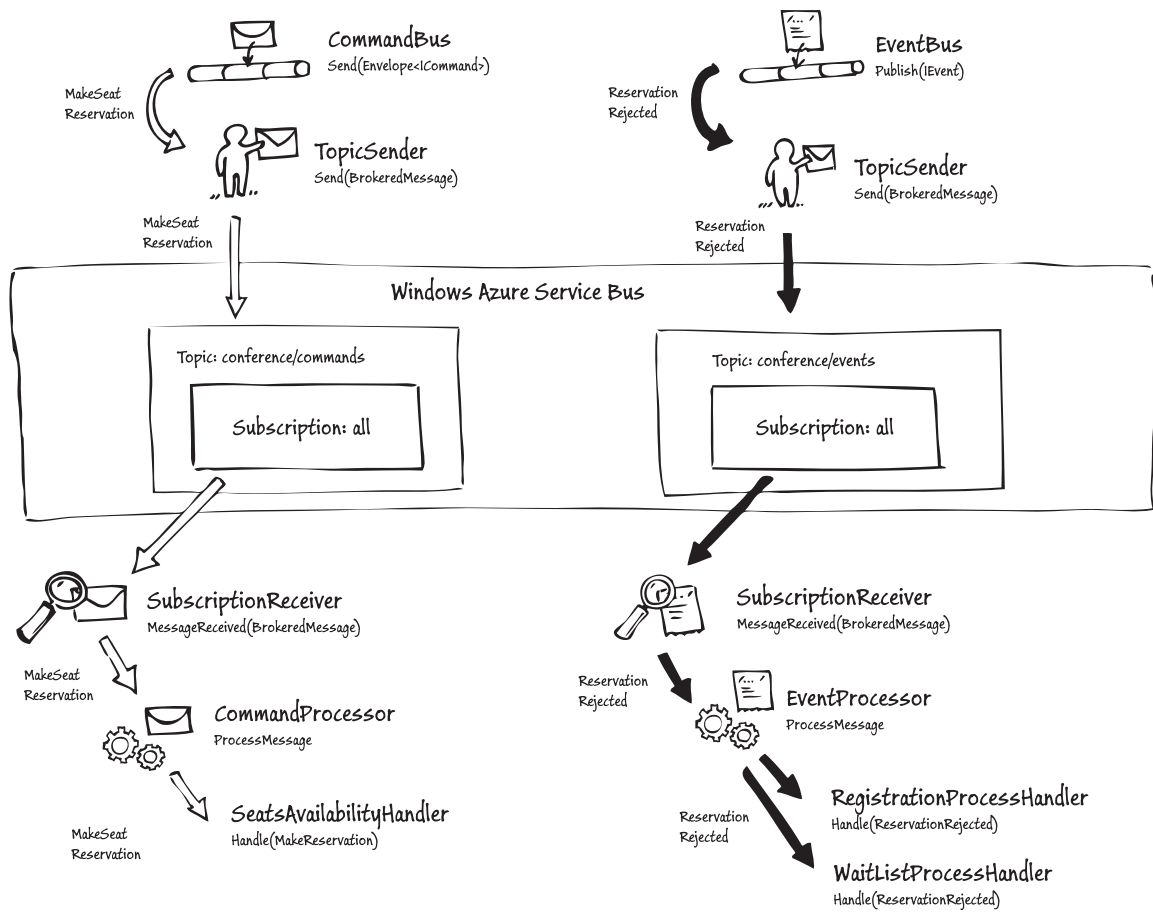 CommandBus
Send(Envelope<ICommand>)
MakeSeat
Reservation
TopicSender
Send(BrokeredMessage)
MakeSeat
Reservation
EventBus
Publish(IEvent)
Reservation
Rejected
TopicSender
Send(BrokeredMessage)
Reservation
Rejected
Windows Azure Service Bus
Topic: conference/commands
Subscription: all
Topic: conference/events
Subscription: all
SubscriptionReceiver
MessageReceived(BrokeredMessage)
MakeSeat
Reservation
CommandProcessor
ProcessMessage
SeatsAvailabilityHandler
Handle(MakeReservation)
MakeSeat
Reservation
SubscriptionReceiver
MessageReceived(BrokeredMessage)
Reservation
Rejected
EventProcessor
ProcessMessage
RegistrationProcessHandler
Handle(ReservationRejected)
Reservation
Rejected
WaitListProcessHandler
Handle(ReservationRejected)